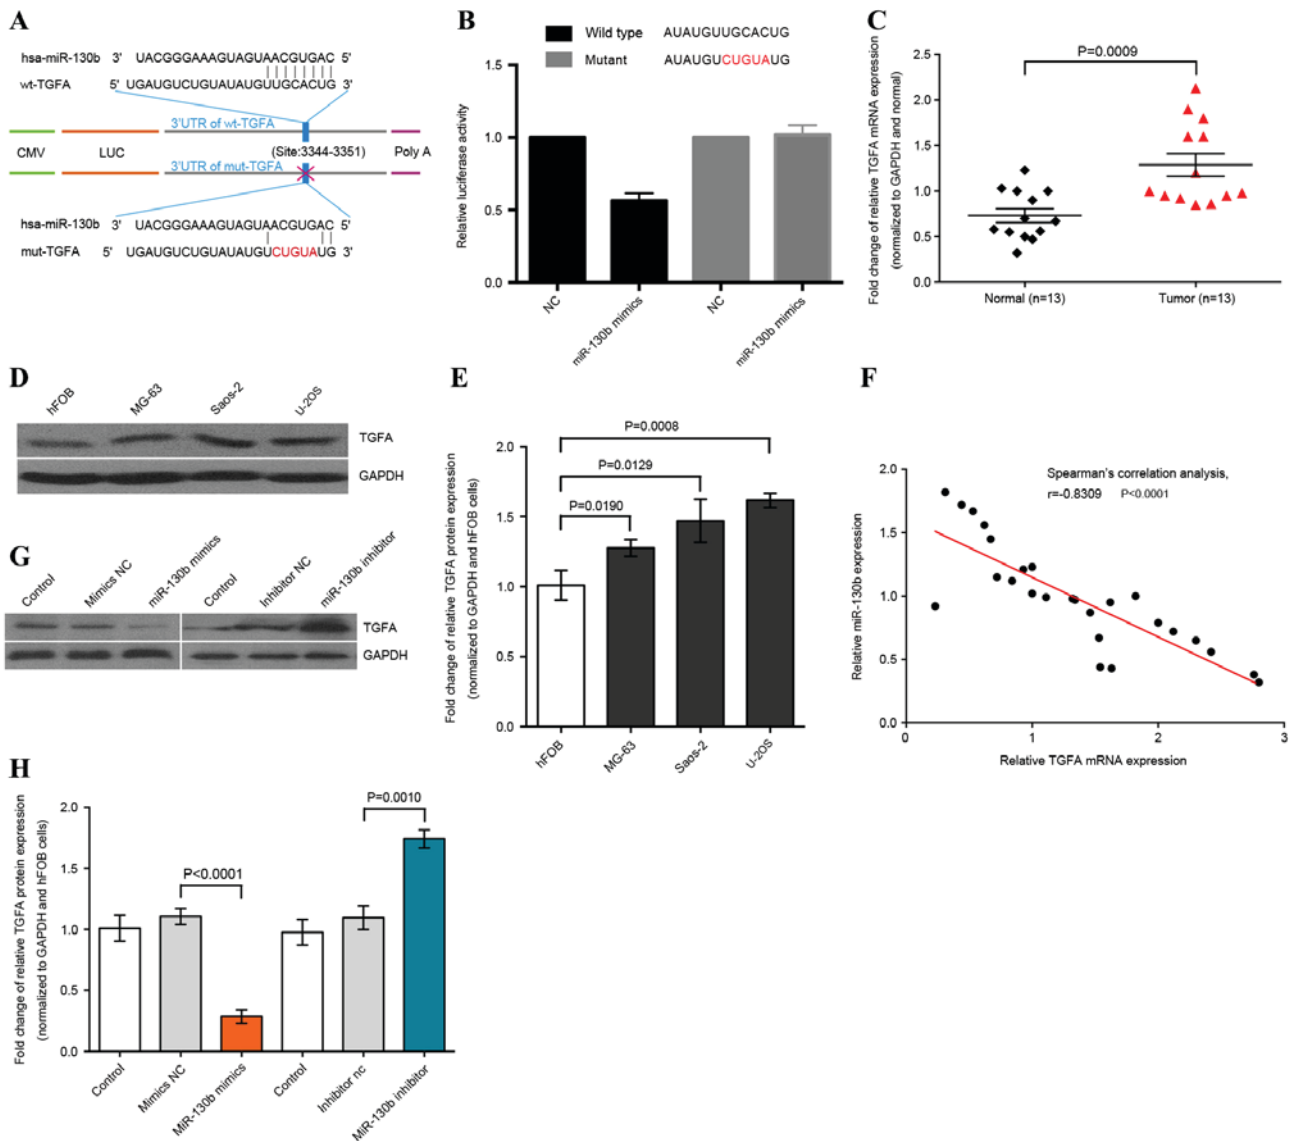 A
hsa-miR-130b 3' UACGGGAAAGUAGUAACGUGAC 5'
wt-TGFA 5' UGAUGUCUGUAUAUGUUGCACUG 3'
3'UTR of wt-TGFA
CMV LUC (Site:3344-3351) Poly A
3'UTR of mut-TGFA
hsa-miR-130b 3' UACGGGAAAGUAGUAACGUGAC 5'
mut-TGFA 5' UGAUGUCUGUAUAUGUCUGUAUG 3'
B
Wild type AUAUGUUGCACUG
Mutant AUAUGUCUGUAUG
Relative luciferase activity
1.5
1.0
0.5
0.0
NC
miR-130b mimics
NC
miR-130b mimics
C
Fold change of relative TGFA mRNA expression
(normalized to GAPDH and normal)
P=0.0009
2.5
2.0
1.5
1.0
0.5
0.0
Normal (n=13) Tumor (n=13)
D
hFOB
MG-63
Saos-2
U-2OS
TGFA
GAPDH
E
Fold change of relative TGFA protein expression
(normalized to GAPDH and hFOB cells)
P=0.0008
P=0.0129
P=0.0190
2.0
1.5
1.0
0.5
0.0
hFOB
MG-63
Saos-2
U-2OS
F
Spearman's correlation analysis,
r=-0.8309 P<0.0001
Relative miR-130b expression
2.0
1.5
1.0
0.5
0.0
0 1 2 3
Relative TGFA mRNA expression
G
Control
Mimics NC
miR-130b mimics
Control
Inhibitor NC
miR-130b inhibitor
TGFA
GAPDH
H
Fold change of relative TGFA protein expression
(normalized to GAPDH and hFOB cells)
P<0.0001
P=0.0010
2.0
1.5
1.0
0.5
0.0
Control
Mimics NC
MiR-130b mimics
Control
Inhibitor nc
MiR-130b inhibitor